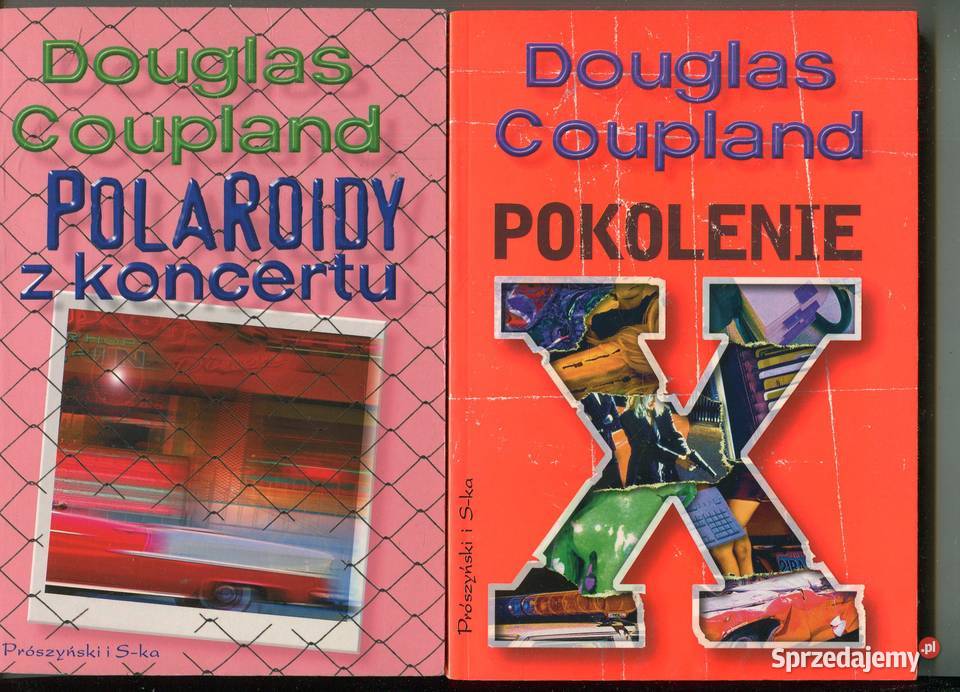 Douglas
Coupland
POLAROIDY
z koncertu
Prószyński i S-ka
Douglas
Coupland
POKOLENIE
X
Prószyński i S-ka
Sprzedajemy.pl